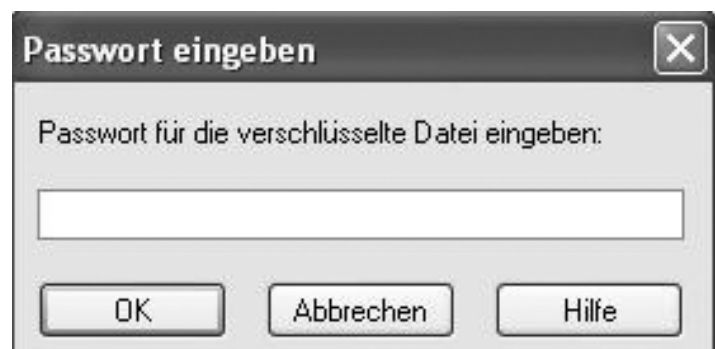 Passwort eingeben
Passwort für die verschlüsselte Datei eingeben:
OK Abbrechen Hilfe